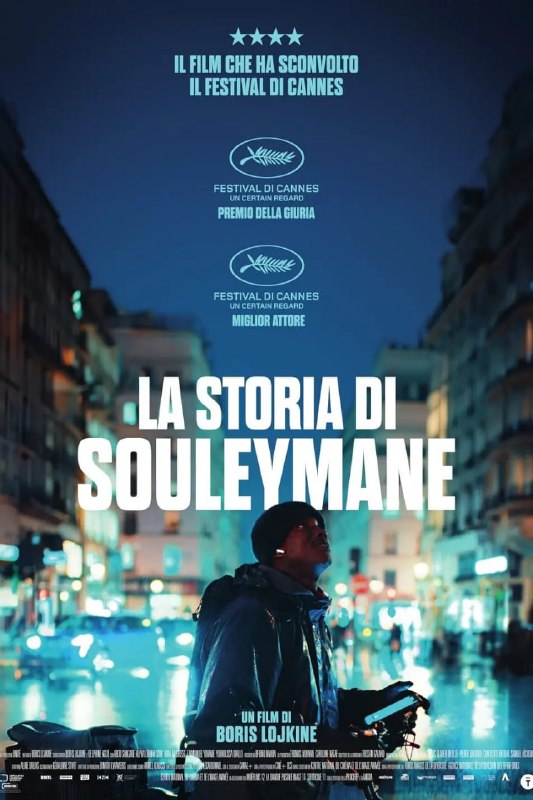 IL FILM CHE HA SCONVOLTO
IL FESTIVAL DI CANNES
FESTIVAL DI CANNES
UN CERTAIN REGARD
PREMIO DELLA GIURIA
FESTIVAL DI CANNES
UN CERTAIN REGARD
MIGLIOR ATTORE
LA STORIA DI
SOULEYMANE
UN FILM DI
BORIS LOJKINE